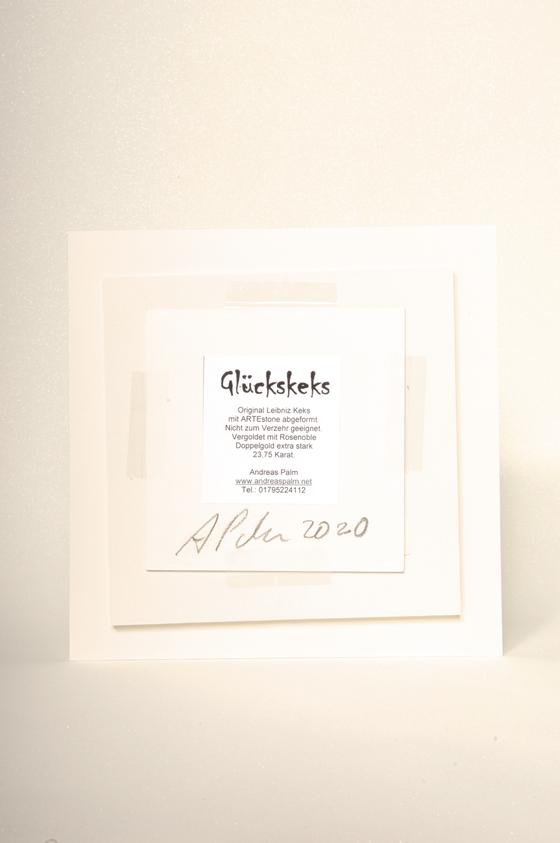 Glückskeks
Original Leibniz Keks
mit ARTEstone abgeformt.
Nicht zum Verzehr geeignet.
Vergoldet mit Rosenoble
Doppelgold extra stark
23,75 Karat.
Andreas Palm
www.andreaspalm.net
Tel.: 01795224112
A Palm 2020